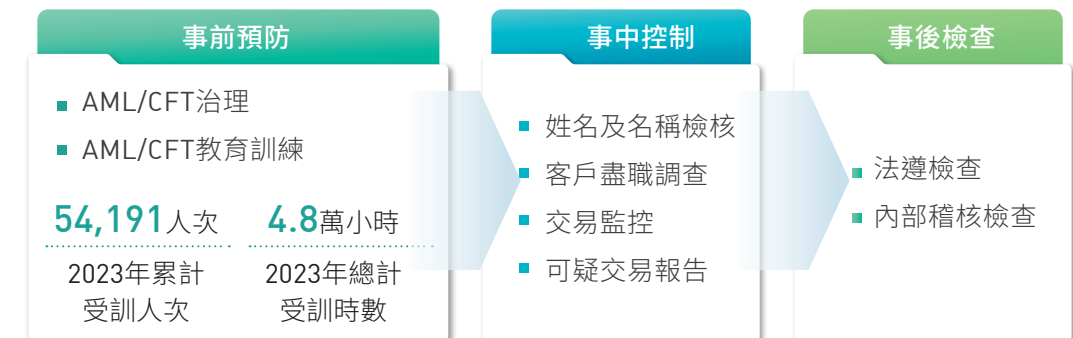 事前預防
AML/CFT治理
AML/CFT教育訓練
54,191人次
2023年累計
受訓人次
4.8萬小時
2023年總計
受訓時數
事中控制
姓名及名稱檢核
客戶盡職調查
交易監控
可疑交易報告
事後檢查
法遵檢查
內部稽核檢查